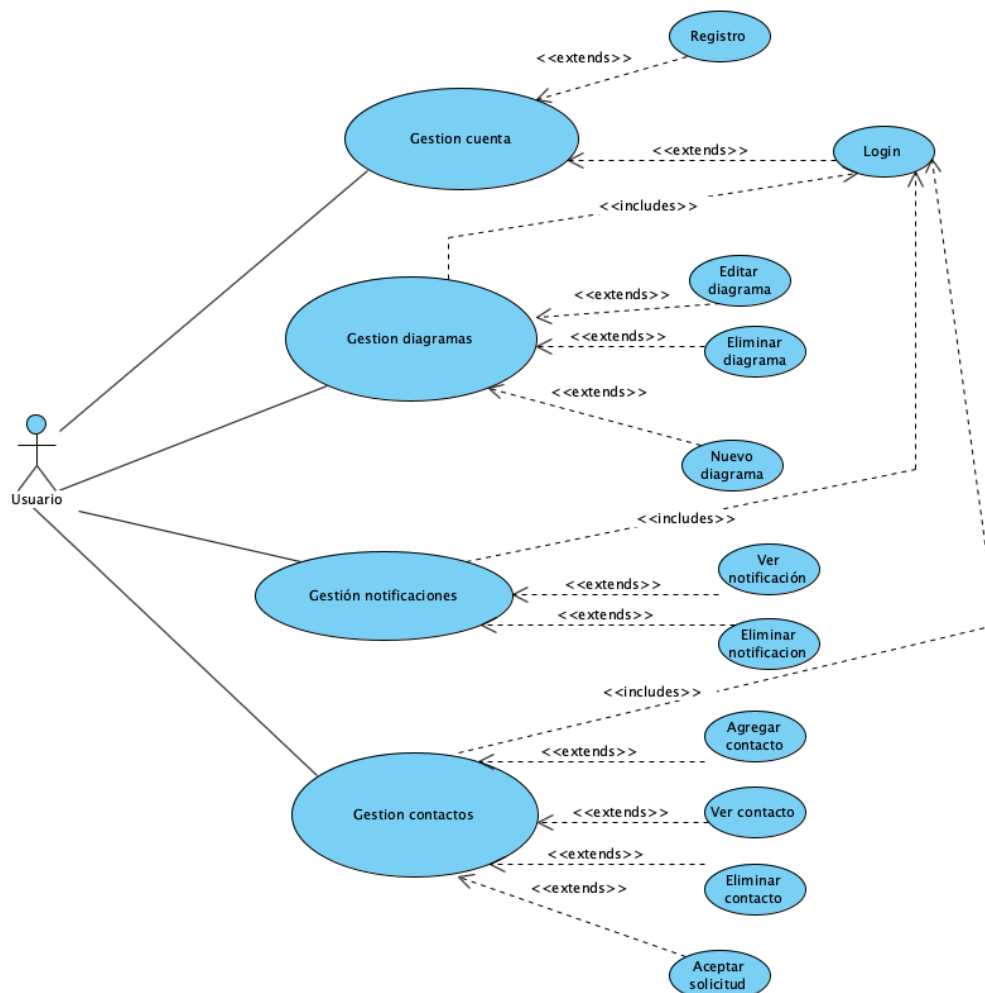 Registro
<<extends>>
Gestion cuenta
<<extends>>
Login
<<includes>>
Editar
diagrama
<<extends>>
Gestion diagramas
<<extends>>
Eliminar
diagrama
<<extends>>
Nuevo
diagrama
Usuario
<<includes>>
Ver
notificación
<<extends>>
Gestión notificaciones
<<extends>>
Eliminar
notificacion
<<includes>>
Agregar
contacto
<<extends>>
Gestion contactos
<<extends>>
Ver contacto
<<extends>>
Eliminar
contacto
<<extends>>
Aceptar
solicitud